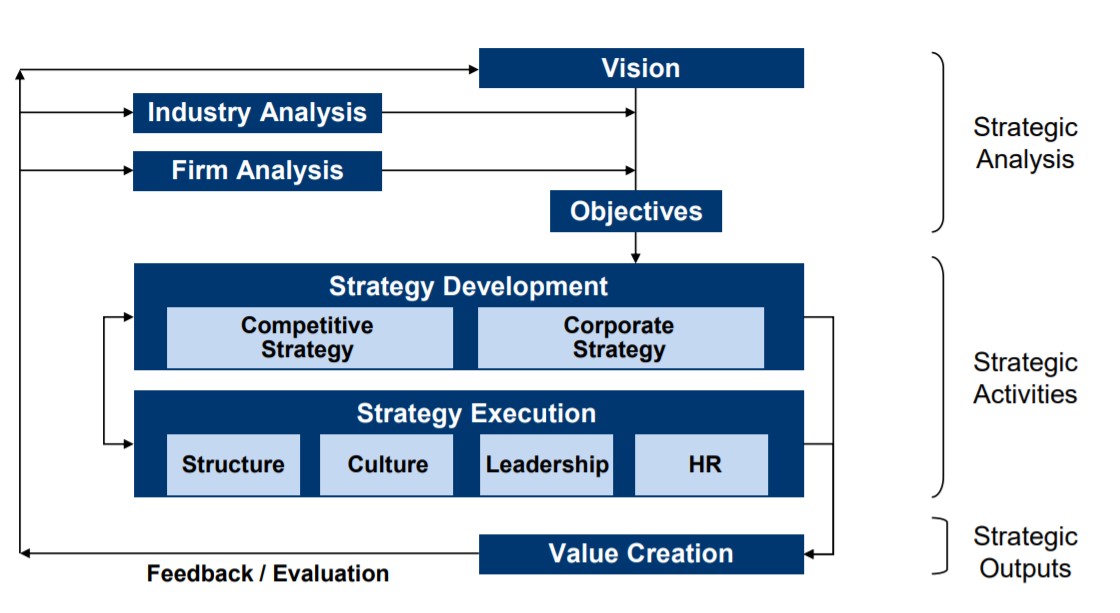 Vision
Industry Analysis
Firm Analysis
Objectives
Strategic
Analysis
Strategy Development
Competitive
Strategy
Corporate
Strategy
Strategy Execution
Structure
Culture
Leadership
HR
Strategic
Activities
Value Creation
Feedback / Evaluation
Strategic
Outputs